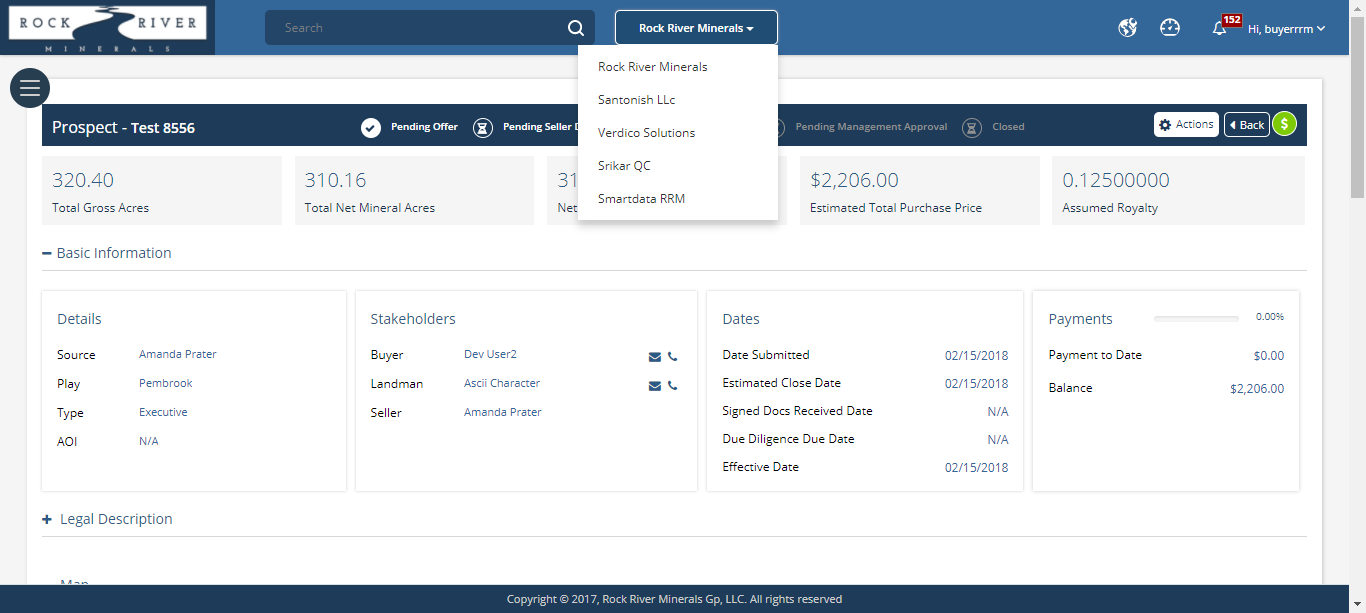 ROCK RIVER
MINERALS
Search
Rock River Minerals
152
Hi, buyerrrm
Rock River Minerals
Santonish LLc
Verdico Solutions
Srikar QC
Smartdata RRM
Prospect - Test 8556
Pending Offer
Pending Seller
Pending Management Approval
Closed
Actions
Back
$
320.40
Total Gross Acres
310.16
Total Net Mineral Acres
31
Net
$2,206.00
Estimated Total Purchase Price
0.12500000
Assumed Royalty
Basic Information
Details
Source Amanda Prater
Play Pembrook
Type Executive
AOI N/A
Stakeholders
Buyer Dev User2
Landman Ascii Character
Seller Amanda Prater
Dates
Date Submitted 02/15/2018
Estimated Close Date 02/15/2018
Signed Docs Received Date N/A
Due Diligence Due Date N/A
Effective Date 02/15/2018
Payments 0.00%
Payment to Date $0.00
Balance $2,206.00
Legal Description
Map
Copyright © 2017, Rock River Minerals Gp, LLC. All rights reserved